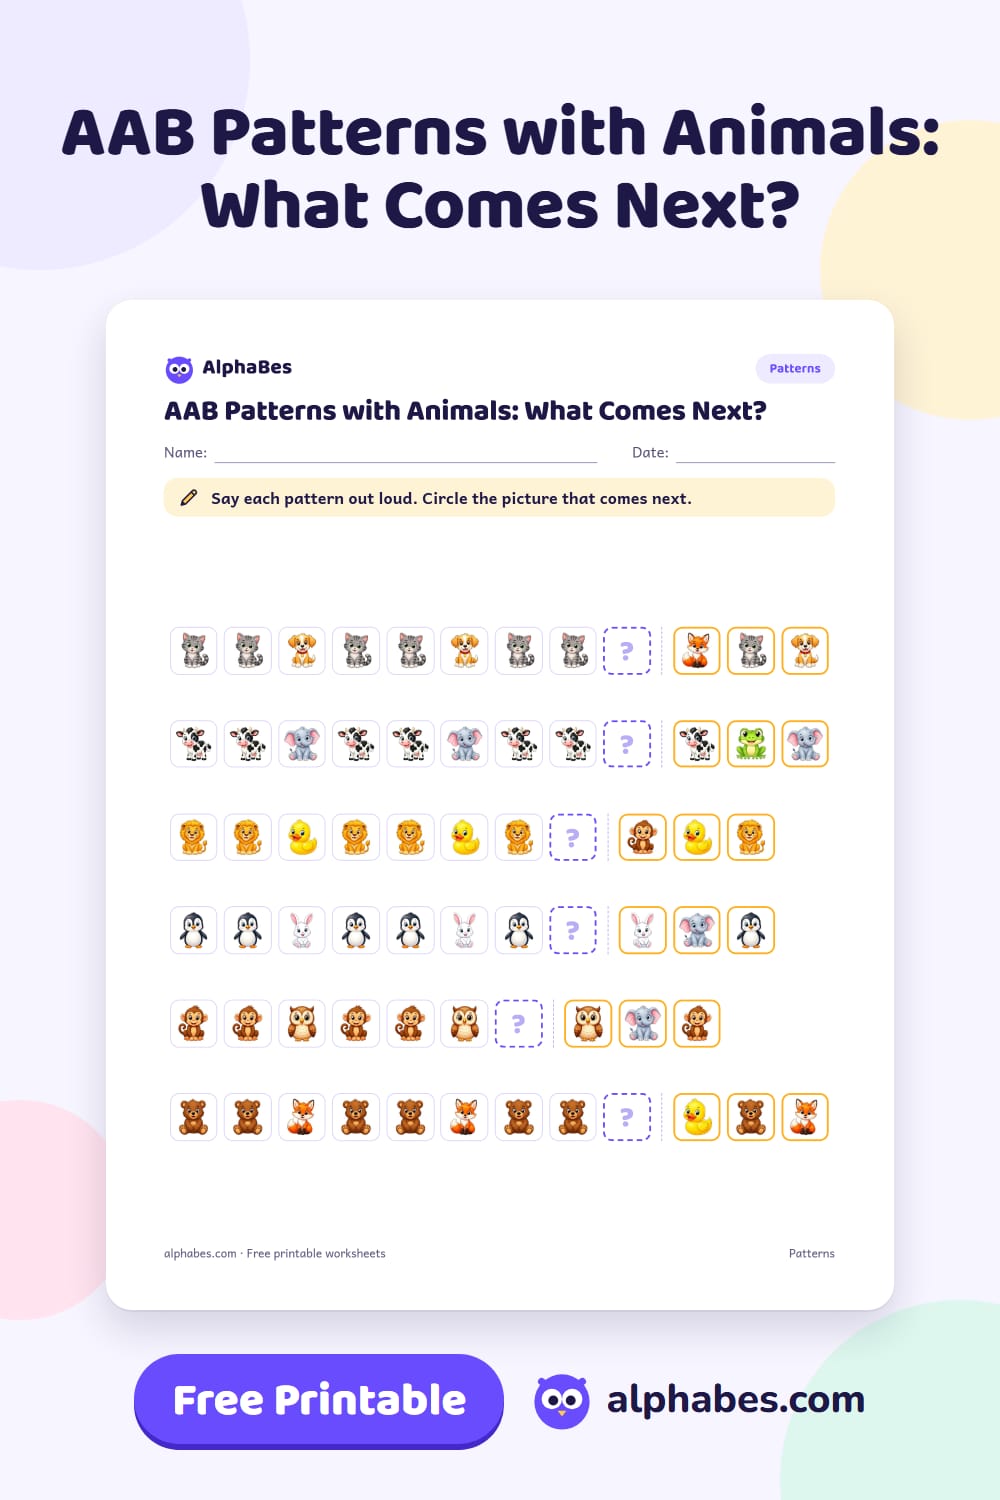 AAB Patterns with Animals:
What Comes Next?
AlphaBes
Patterns
AAB Patterns with Animals: What Comes Next?
Name:
Date:
Say each pattern out loud. Circle the picture that comes next.
?
?
?
?
?
?
alphabes.com · Free printable worksheets
Patterns
Free Printable
alphabes.com